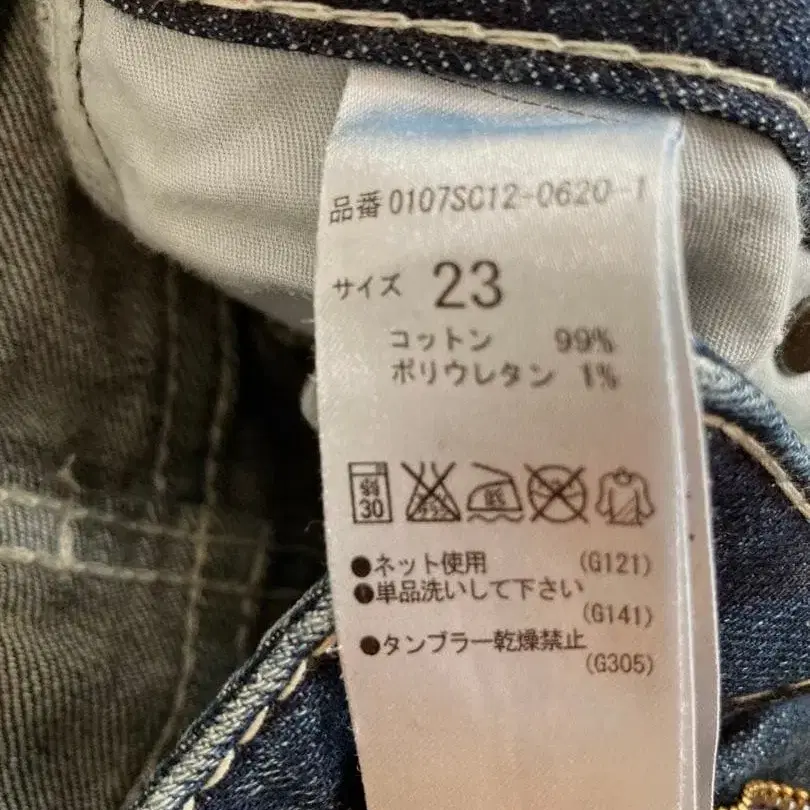 品番 0107SC12-0620-1
サイズ 23
コットン 99%
ポリウレタン 1%
弱 30 弱
●ネット使用 (G121)
●単品洗いして下さい
(G141)
●タンブラー乾燥禁止
(G305)